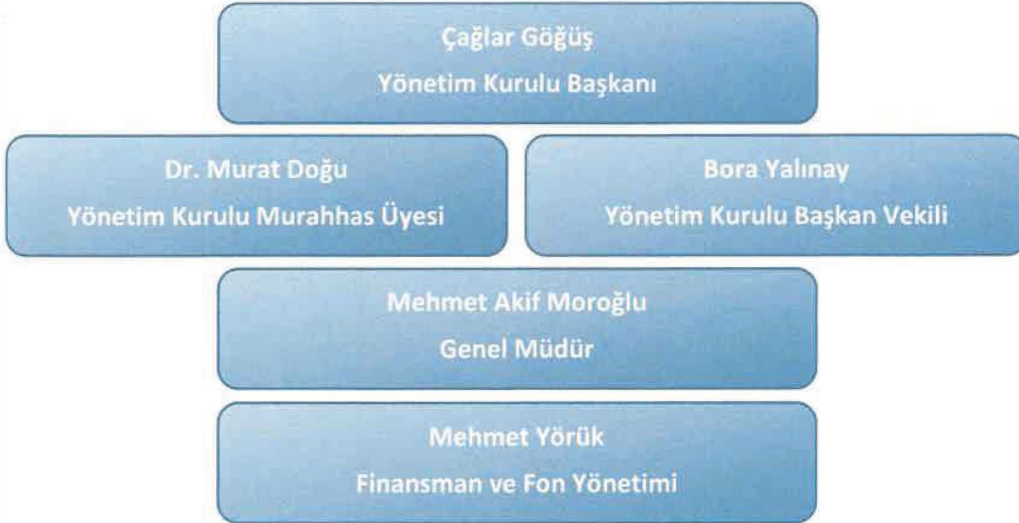 Çağlar Göğüş
Yönetim Kurulu Başkanı
Dr. Murat Doğu
Yönetim Kurulu Murahhas Üyesi
Bora Yalınay
Yönetim Kurulu Başkan Vekili
Mehmet Akif Moroğlu
Genel Müdür
Mehmet Yörük
Finansman ve Fon Yönetimi